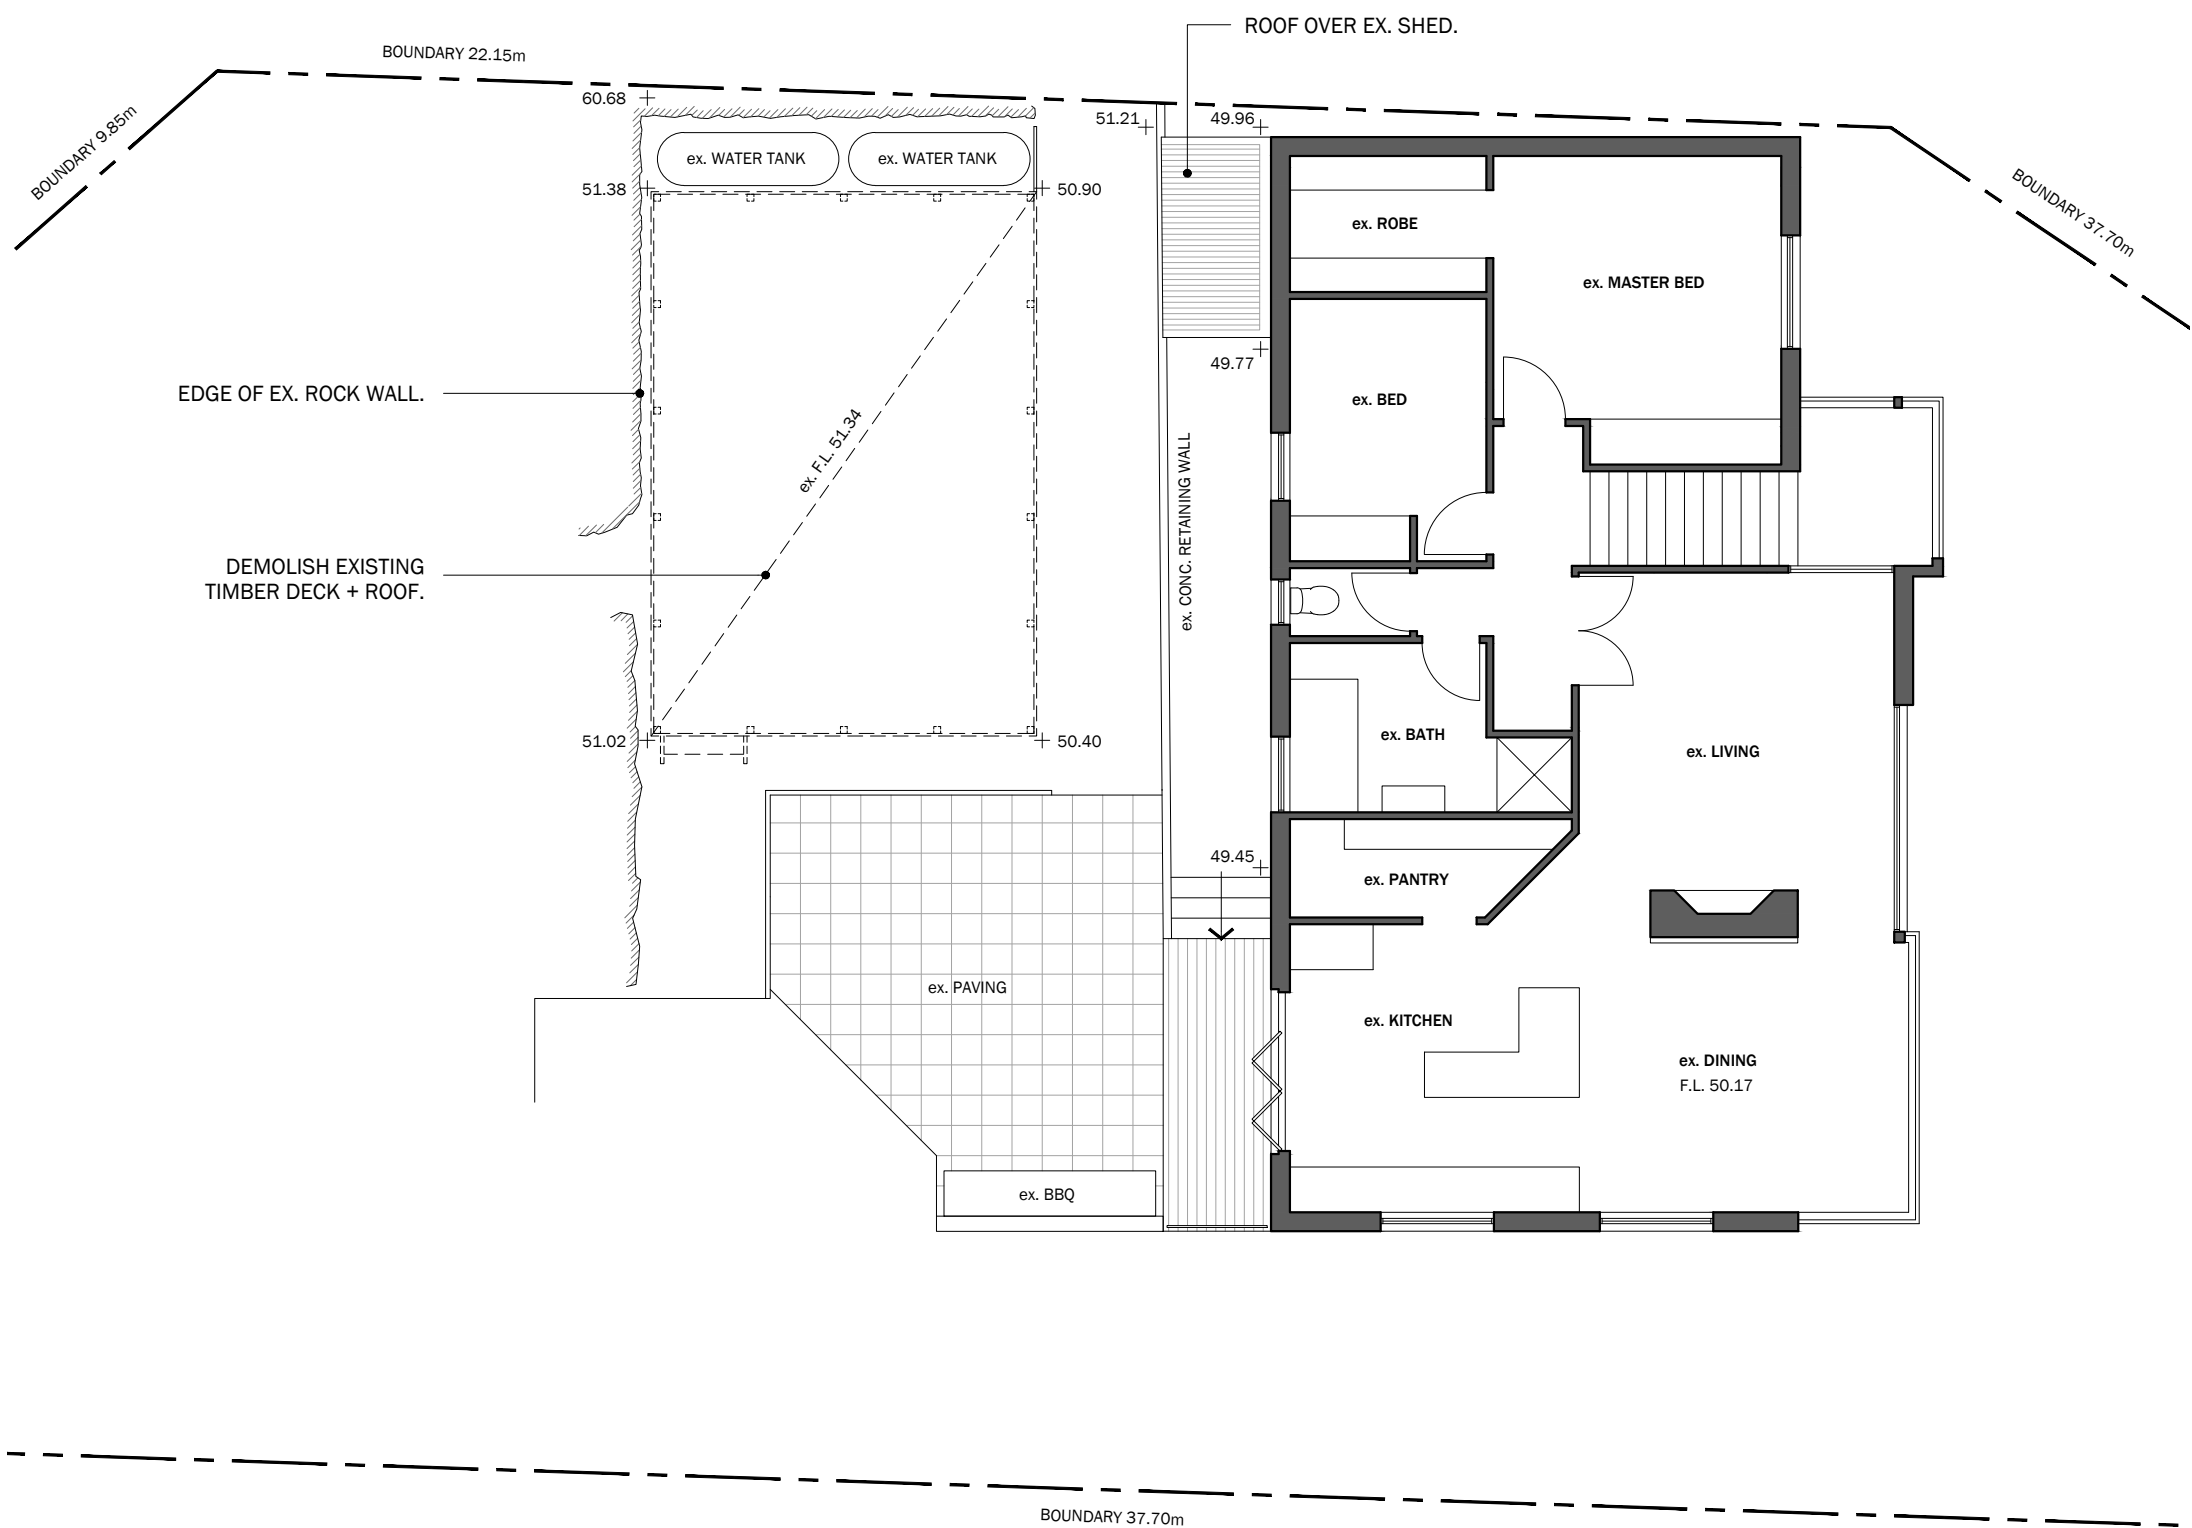 ROOF OVER EX. SHED.
BOUNDARY 22.15m
BOUNDARY 9.85m
60.68
51.21
49.96
ex. WATER TANK
ex. WATER TANK
51.38
50.90
BOUNDARY 37.70m
ex. ROBE
ex. MASTER BED
49.77
EDGE OF EX. ROCK WALL.
ex. BED
ex. F.L. 51.34
ex. CONC. RETAINING WALL
DEMOLISH EXISTING
TIMBER DECK + ROOF.
51.02
50.40
ex. BATH
ex. LIVING
49.45
ex. PANTRY
ex. PAVING
ex. KITCHEN
ex. DINING
F.L. 50.17
ex. BBQ
BOUNDARY 37.70m